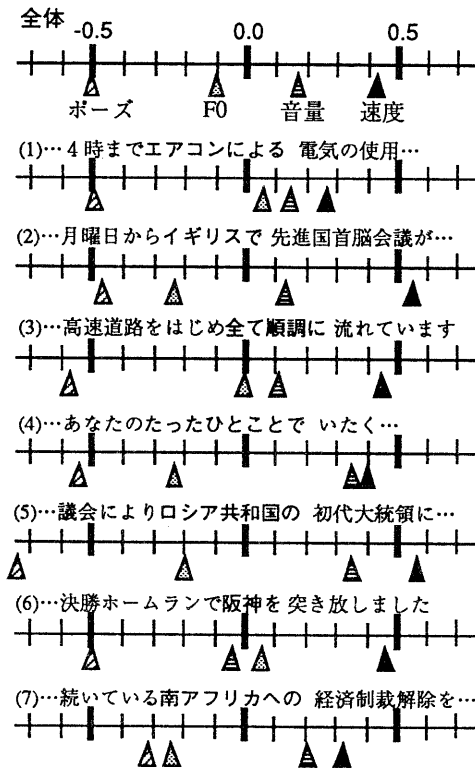 全体
-0.5 0.0 0.5
ポーズ F0 音量 速度
(1)…4時までエアコンによる 電気の使用…
(2)…月曜日からイギリスで 先進国首脳会議が…
(3)…高速道路をはじめ全て順調に 流れています
(4)…あなたのたったひとことで いたく…
(5)…議会によりロシア共和国の 初代大統領に…
(6)…決勝ホームランで阪神を 突き放しました
(7)…続いている南アフリカへの 経済制裁解除を…